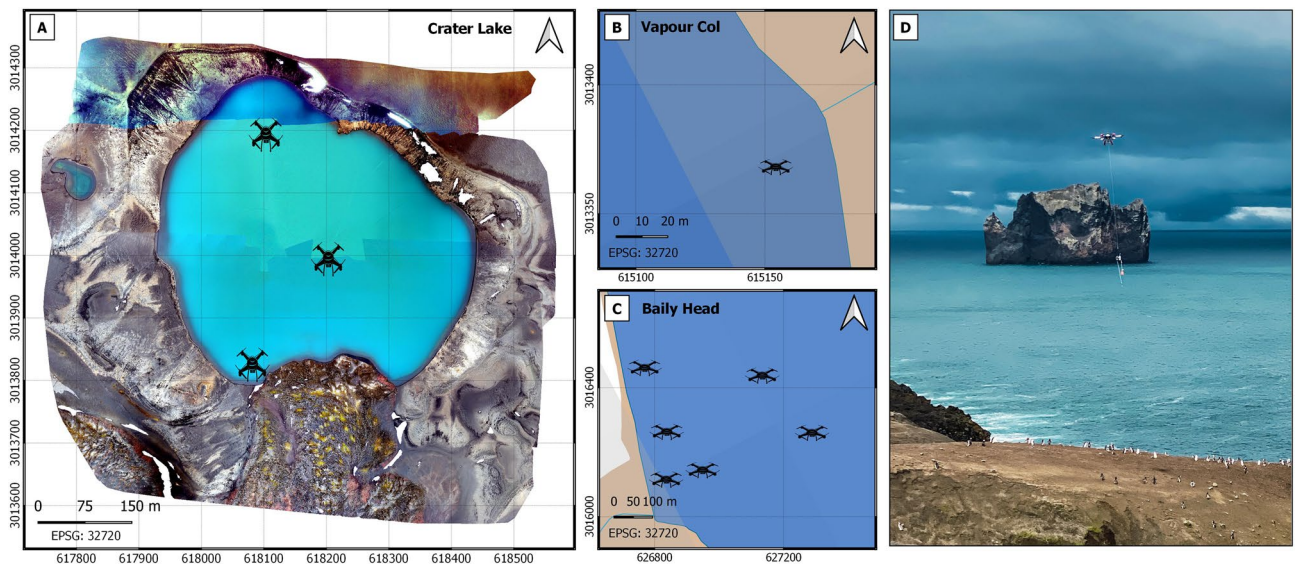 A
Crater Lake
3014300
3014200
3014100
3014000
3013900
3013800
3013700
3013600
0 75 150 m
EPSG: 32720
617800 617900 618000 618100 618200 618300 618400 618500
B
Vapour Col
3013400
3013350
0 10 20 m
EPSG: 32720
615100 615150
C
Baily Head
3016400
3016000
0 50 100 m
EPSG: 32720
626800 627200
D